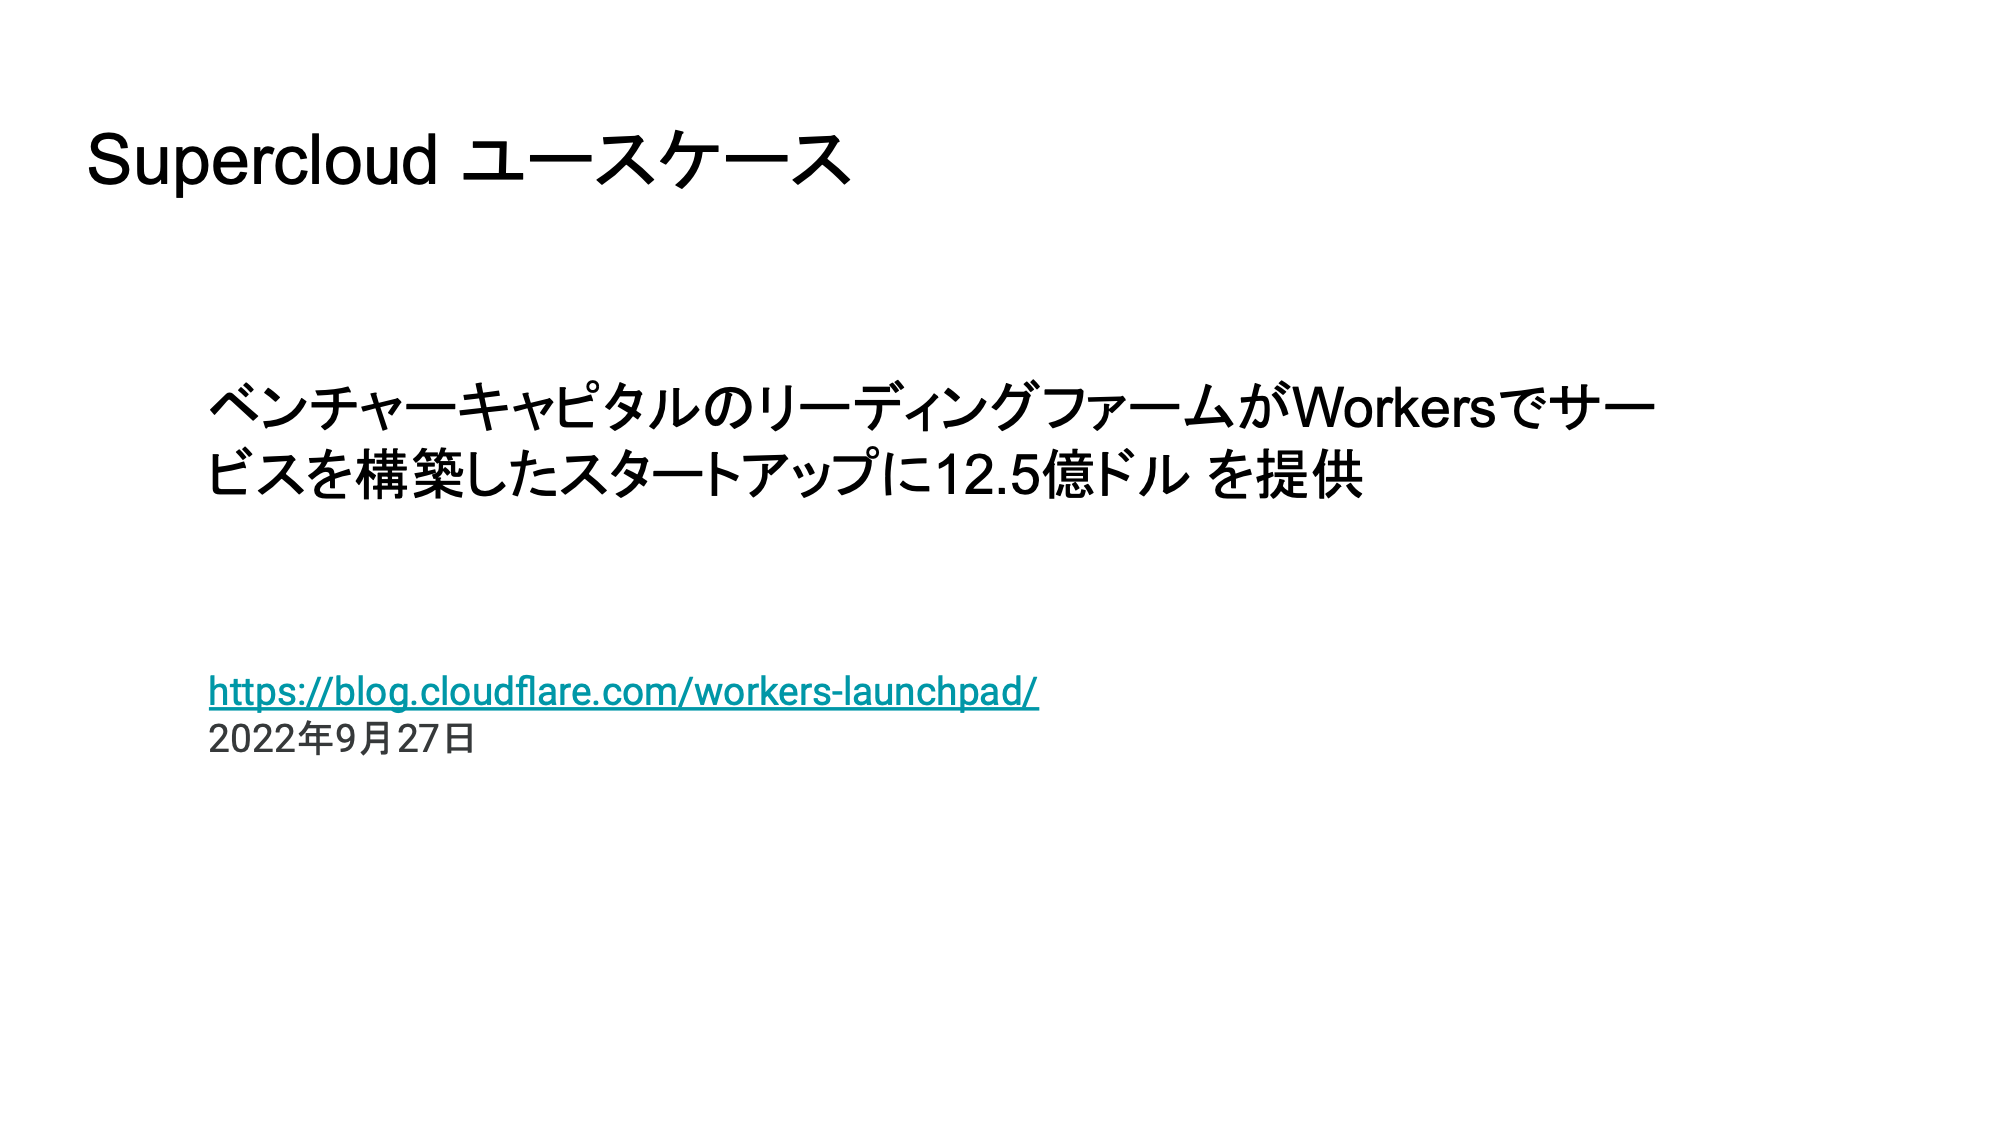 Supercloud ユースケース
ベンチャーキャピタルのリーディングファームがWorkersでサー
ビスを構築したスタートアップに12.5億ドル を提供
https://blog.cloudflare.com/workers-launchpad/
2022年9月27日